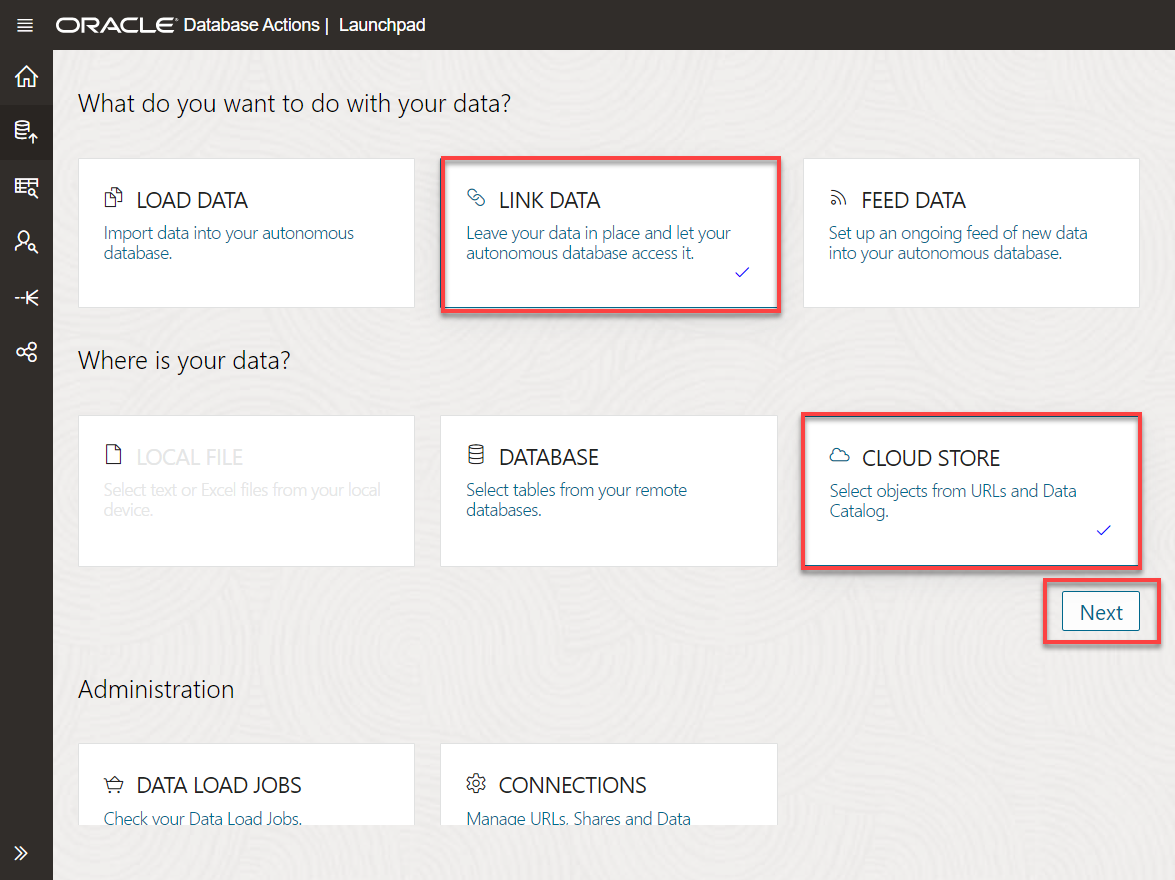 ORACLE® Database Actions | Launchpad
What do you want to do with your data?
LOAD DATA
Import data into your autonomous
database.
LINK DATA
Leave your data in place and let your
autonomous database access it.
FEED DATA
Set up an ongoing feed of new data
into your autonomous database.
Where is your data?
LOCAL FILE
Select text or Excel files from your local
device.
DATABASE
Select tables from your remote
databases.
CLOUD STORE
Select objects from URLs and Data
Catalog.
Next
Administration
DATA LOAD JOBS
Check your Data Load Jobs.
CONNECTIONS
Manage URLs, Shares and Data